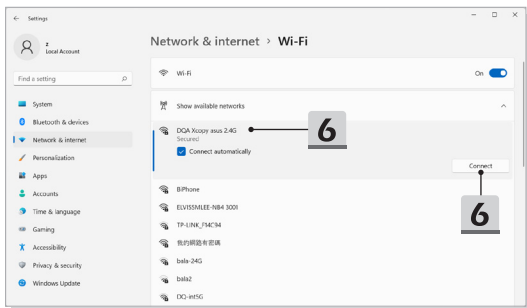 Settings
z
Local Account
Find a setting
System
Bluetooth & devices
Network & internet
Personalization
Apps
Accounts
Time & language
Gaming
Accessibility
Privacy & security
Windows Update
Network & internet > Wi-Fi
Wi-Fi
On
Show available networks
DQA Xcopy asus 2.4G
Secured
Connect automatically
6
Connect
6
BiPhone
ELVISSMLEE-NB4 3001
TP-LINK_F14C94
我的網路有密碼
bala-24G
bala2
DQ-int5G